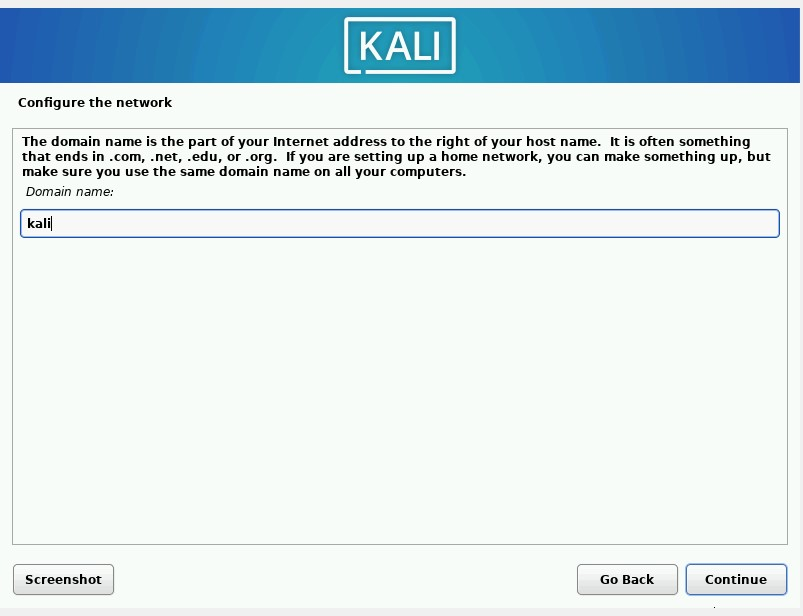 KALI
Configure the network
The domain name is the part of your Internet address to the right of your host name.  It is often something
that ends in .com, .net, .edu, or .org.  If you are setting up a home network, you can make something up, but
make sure you use the same domain name on all your computers.
Domain name:
kali
Screenshot
Go Back
Continue